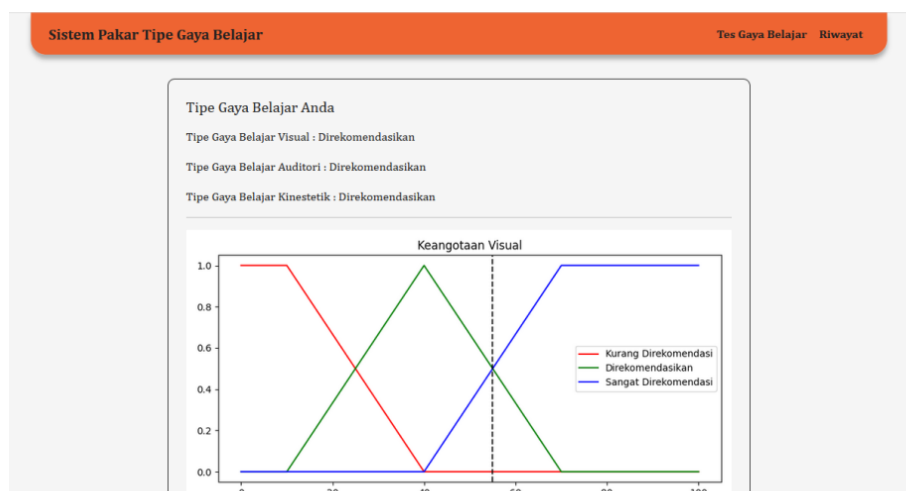 Sistem Pakar Tipe Gaya Belajar
Tes Gaya Belajar Riwayat
Tipe Gaya Belajar Anda
Tipe Gaya Belajar Visual : Direkomendasikan
Tipe Gaya Belajar Auditori : Direkomendasikan
Tipe Gaya Belajar Kinestetik : Direkomendasikan
Keangotaan Visual
1.0
0.8
0.6
Kurang Direkomendasi
Direkomendasikan
Sangat Direkomendasi
0.4
0.2
0.0